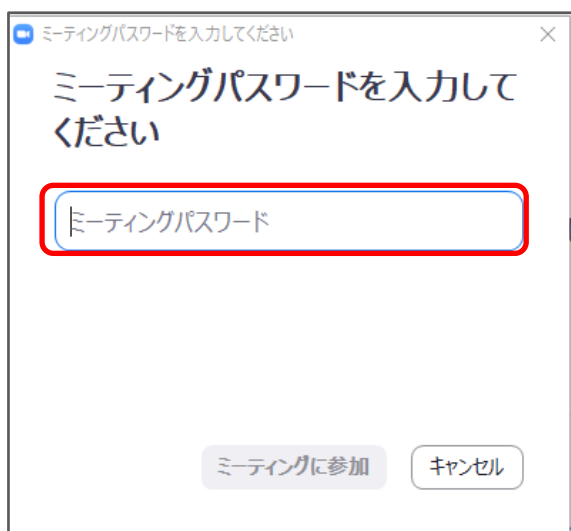 ミーティングパスワードを入力してください
ミーティングパスワードを入力して
ください
ミーティングパスワード
ミーティングに参加 キャンセル